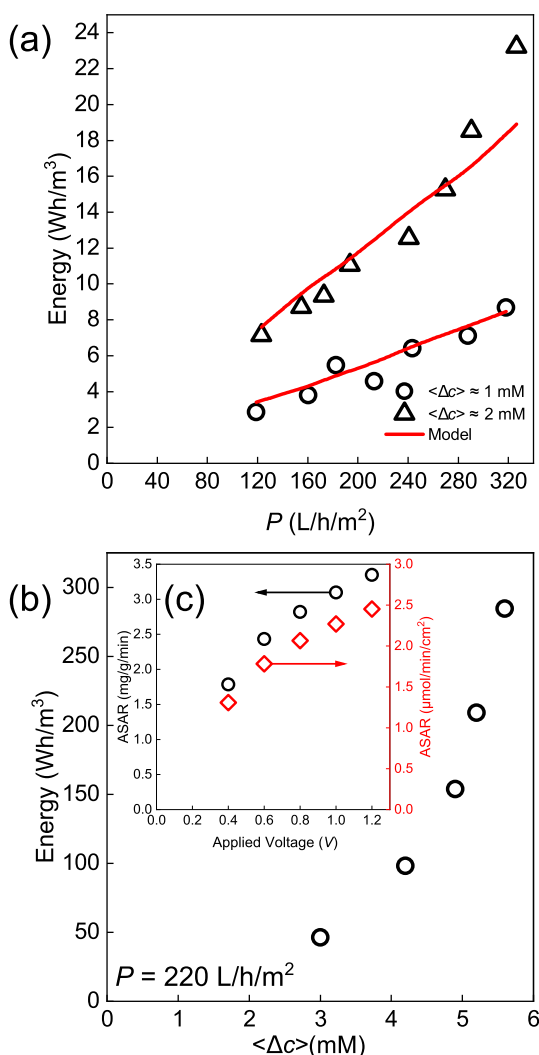 (a)
24
22
20
18
16
14
12
10
8
6
4
2
0
Energy (Wh/m³)
<Δc> ≈ 1 mM
<Δc> ≈ 2 mM
Model
0 40 80 120 160 200 240 280 320
P (L/h/m²)
(b)
300
250
200
150
100
50
0
Energy (Wh/m³)
(c)
3.5
3.0
2.5
2.0
1.5
1.0
0.5
0.0
ASAR (mg/g/min)
3.0
2.5
2.0
1.5
1.0
0.5
0.0
ASAR (μmol/min/cm²)
0.0 0.2 0.4 0.6 0.8 1.0 1.2
Applied Voltage (V)
P = 220 L/h/m²
0 1 2 3 4 5 6
<Δc>(mM)